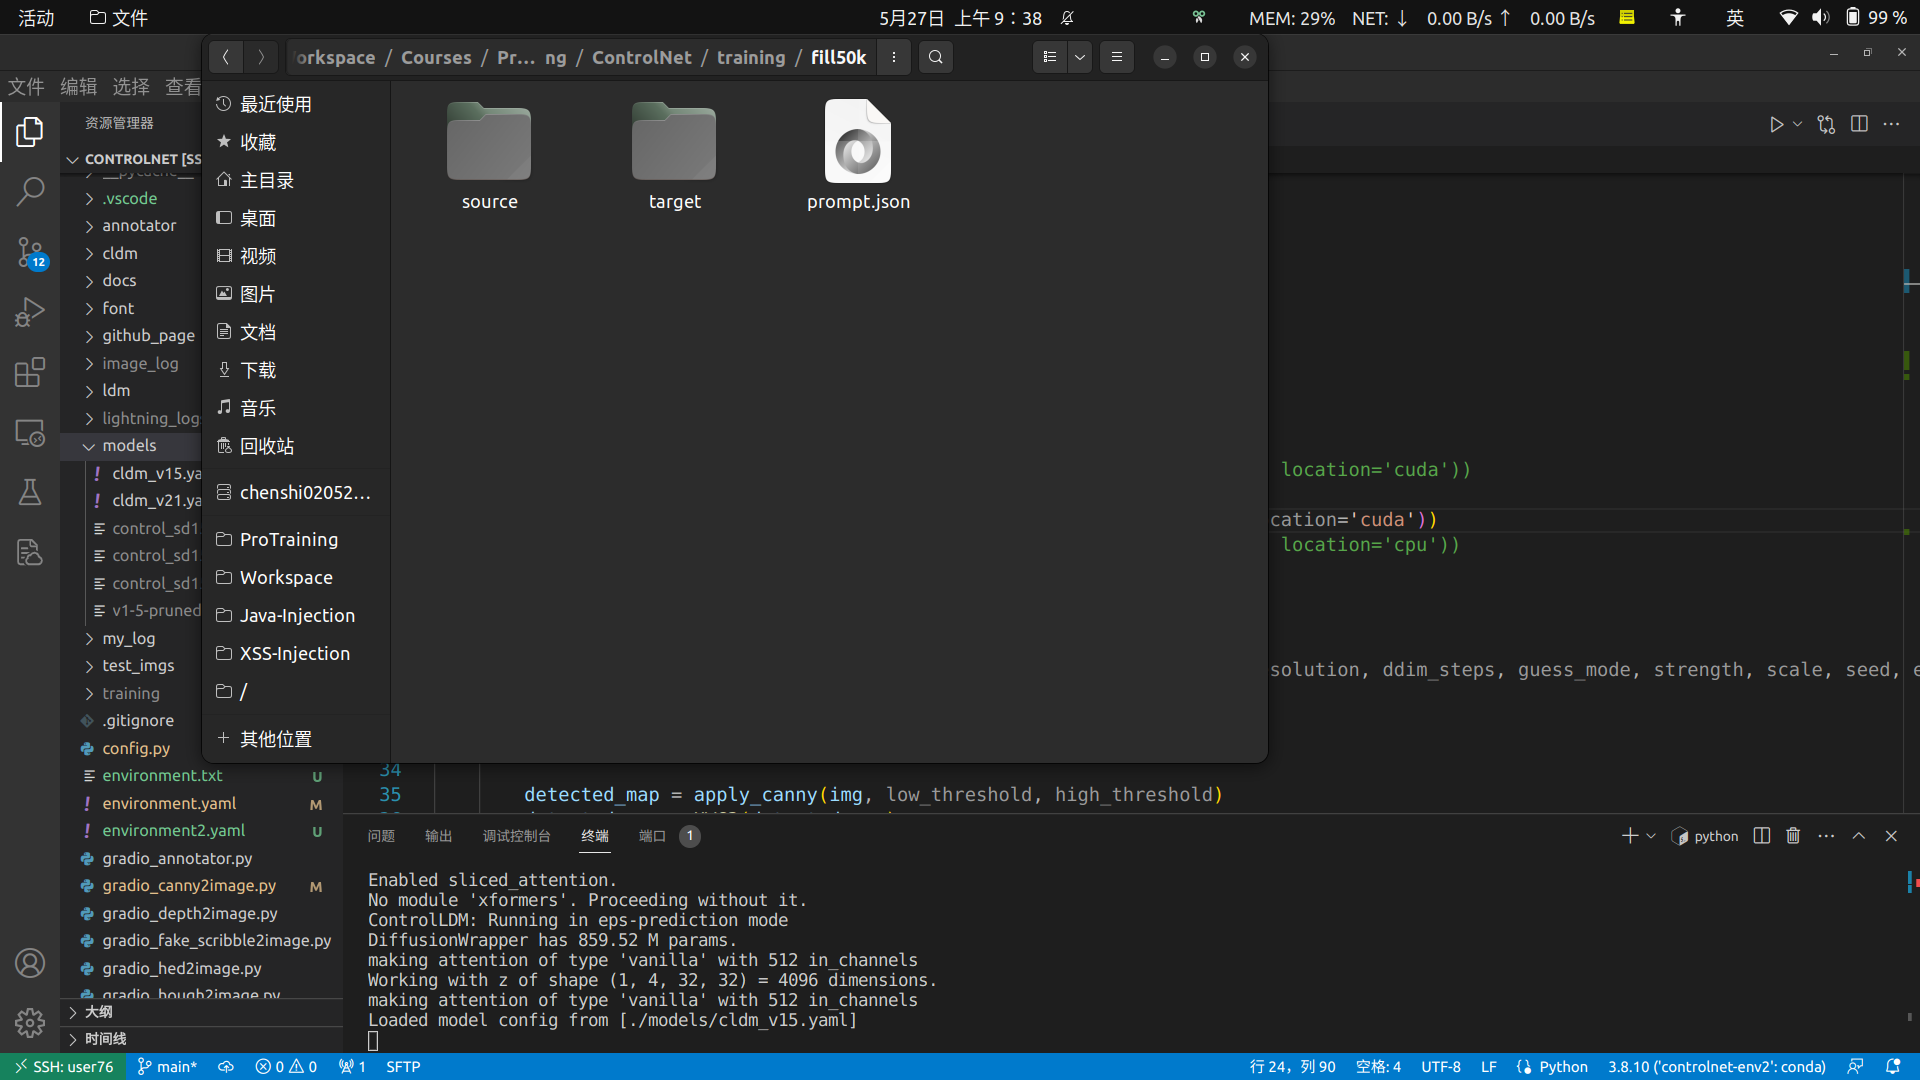 活动
文件
5月27日 上午 9：38
MEM: 29%
NET: ↓
0.00 B/s ↑
0.00 B/s
英
99 %
文件 编辑 选择 查看
orkspace / Courses / Pr… ng / ControlNet / training / fill50k
最近使用
收藏
主目录
桌面
视频
图片
文档
下载
音乐
回收站
chenshi02052...
ProTraining
Workspace
Java-Injection
XSS-Injection
/
其他位置
source
target
prompt.json
资源管理器
CONTROLNET [SS
__pycache__
.vscode
annotator
cldm
docs
font
github_page
image_log
ldm
lightning_log
models
cldm_v15.ya
cldm_v21.ya
control_sd1
control_sd1
control_sd1
v1-5-pruned
my_log
test_imgs
training
.gitignore
config.py
environment.txt U
environment.yaml M
environment2.yaml U
gradio_annotator.py
gradio_canny2image.py M
gradio_depth2image.py
gradio_fake_scribble2image.py
gradio_hed2image.py
gradio_hough2image.py
大纲
时间线
12
location='cuda'))
cation='cuda'))
location='cpu'))
solution, ddim_steps, guess_mode, strength, scale, seed, e
34
35 detected_map = apply_canny(img, low_threshold, high_threshold)
问题 输出 调试控制台 终端 端口 1
python
Enabled sliced_attention.
No module 'xformers'. Proceeding without it.
ControlLDM: Running in eps-prediction mode
DiffusionWrapper has 859.52 M params.
making attention of type 'vanilla' with 512 in_channels
Working with z of shape (1, 4, 32, 32) = 4096 dimensions.
making attention of type 'vanilla' with 512 in_channels
Loaded model config from [./models/cldm_v15.yaml]
SSH: user76
main*
0
0
1
SFTP
行 24，列 90
空格: 4
UTF-8
LF
Python
3.8.10 ('controlnet-env2': conda)